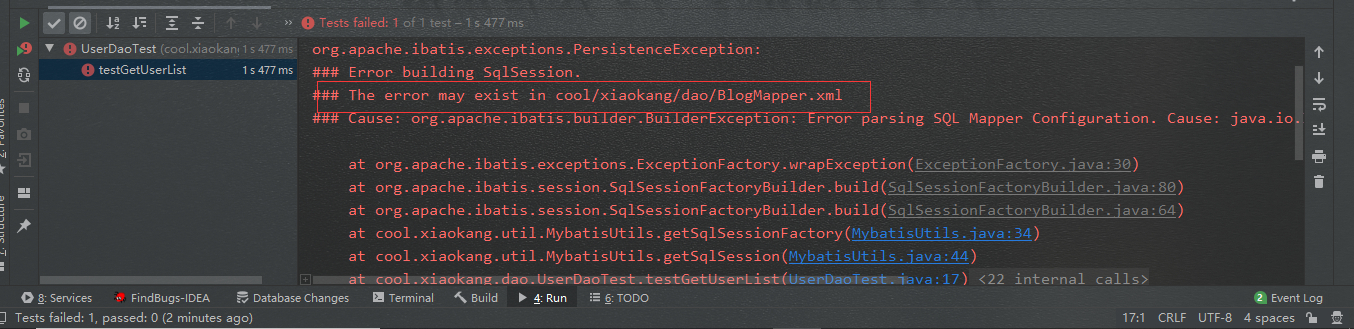 Tests failed: 1 of 1 test – 1 s 477 ms
UserDaoTest (cool.xiaokan 1 s 477 ms
testGetUserList 1 s 477 ms
org.apache.ibatis.exceptions.PersistenceException:
### Error building SqlSession.
### The error may exist in cool/xiaokang/dao/BlogMapper.xml
### Cause: org.apache.ibatis.builder.BuilderException: Error parsing SQL Mapper Configuration. Cause: java.io.
at org.apache.ibatis.exceptions.ExceptionFactory.wrapException(ExceptionFactory.java:30)
at org.apache.ibatis.session.SqlSessionFactoryBuilder.build(SqlSessionFactoryBuilder.java:80)
at org.apache.ibatis.session.SqlSessionFactoryBuilder.build(SqlSessionFactoryBuilder.java:64)
at cool.xiaokang.util.MybatisUtils.getSqlSessionFactory(MybatisUtils.java:34)
at cool.xiaokang.util.MybatisUtils.getSqlSession(MybatisUtils.java:44)
at cool.xiaokang.dao.UserDaoTest.testGetUserList(UserDaoTest.java:17) <22 internal calls>
2: Favorites
7: Structure
8: Services
FindBugs-IDEA
Database Changes
Terminal
Build
4: Run
6: TODO
2 Event Log
Tests failed: 1, passed: 0 (2 minutes ago)
17:1 CRLF UTF-8 4 spaces